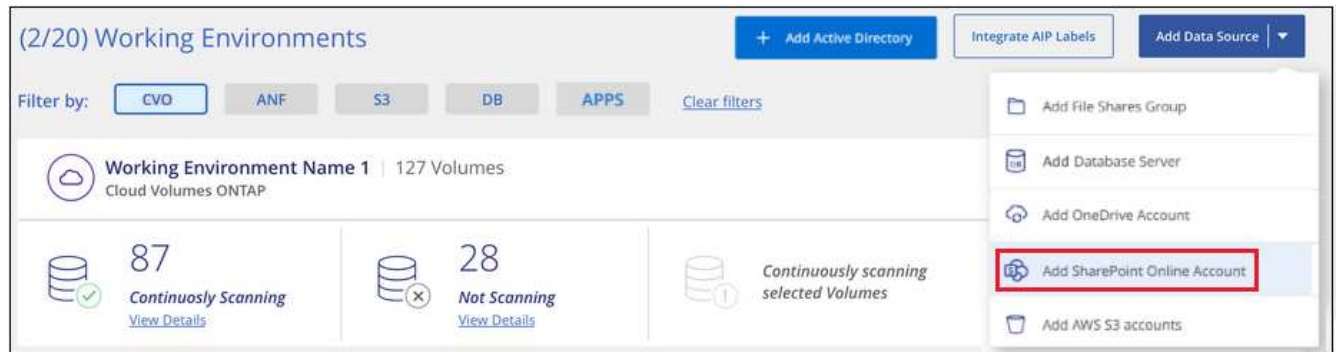 (2/20) Working Environments
+ Add Active Directory
Integrate AIP Labels
Add Data Source
Filter by:
CVO
ANF
S3
DB
APPS
Clear filters
Add File Shares Group
Add Database Server
Add OneDrive Account
Add SharePoint Online Account
Add AWS S3 accounts
Working Environment Name 1 | 127 Volumes
Cloud Volumes ONTAP
87
Continuosly Scanning
View Details
28
Not Scanning
View Details
Continuously scanning
selected Volumes